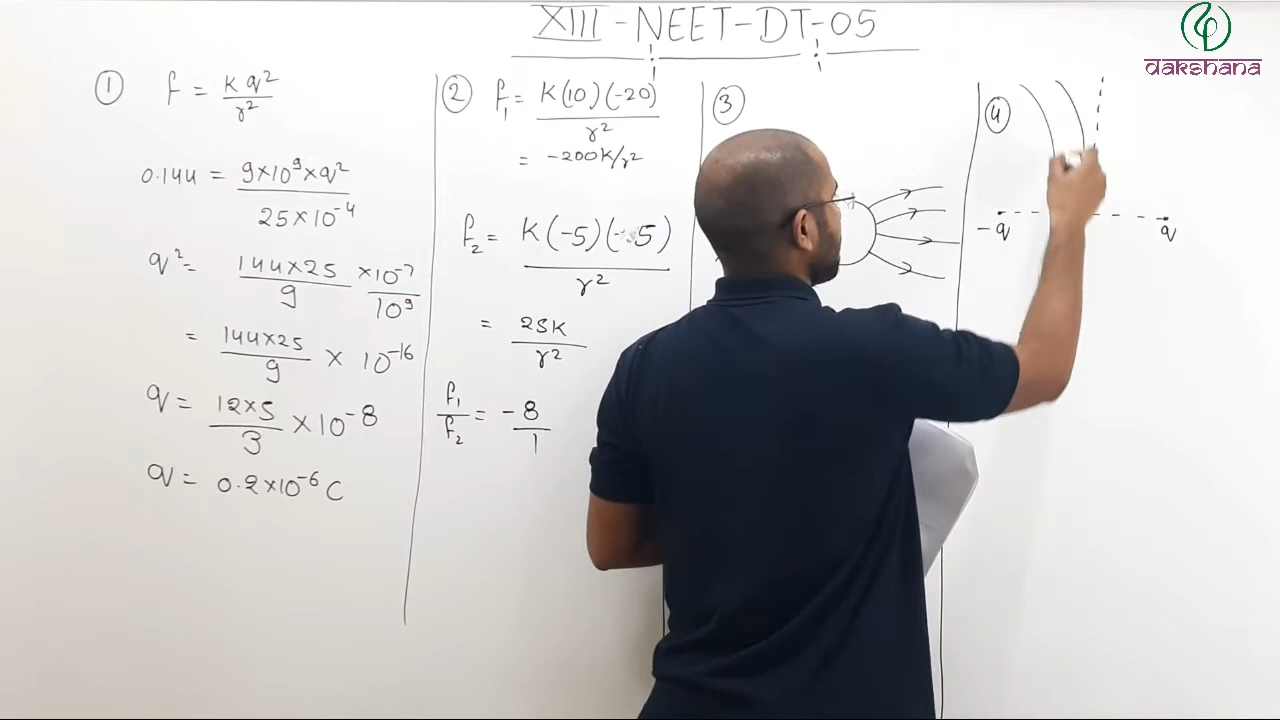 XIII - NEET - DT - 05
dakshana
① F = Kq²/r²
0.144 = 9×10⁹×q² / 25×10⁻⁴
q² = 144×25/9 × 10⁻⁷/10⁹
= 144×25/9 × 10⁻¹⁶
q = 12×5/3 × 10⁻⁸
q = 0.2×10⁻⁶ C
② F₁ = K(10)(-20)/r²
= -200K/r²
F₂ = K(-5)(-5)/r²
= 25K/r²
F₁/F₂ = -8/1
③
④
-q q